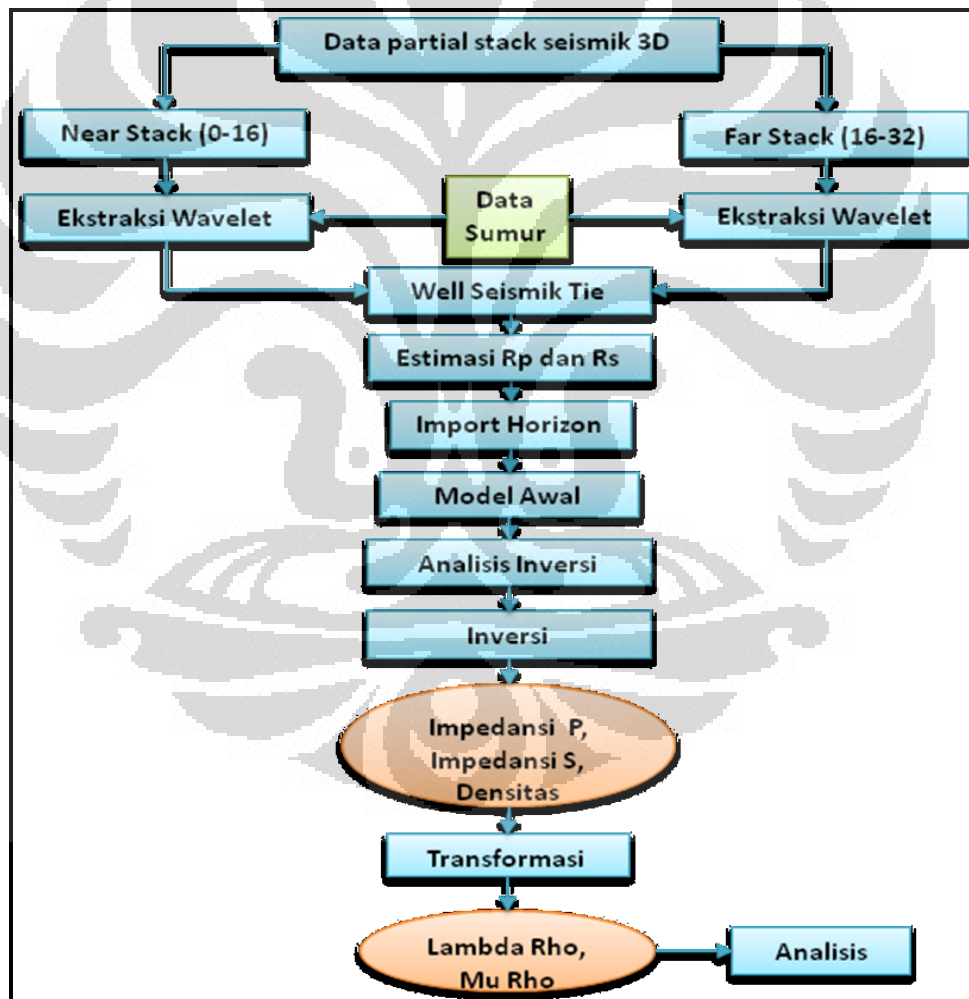 Data partial stack seismik 3D
Near Stack (0-16)
Far Stack (16-32)
Ekstraksi Wavelet
Data
Sumur
Ekstraksi Wavelet
Well Seismik Tie
Estimasi Rp dan Rs
Import Horizon
Model Awal
Analisis Inversi
Inversi
Impedansi P,
Impedansi S,
Densitas
Transformasi
Lambda Rho,
Mu Rho
Analisis